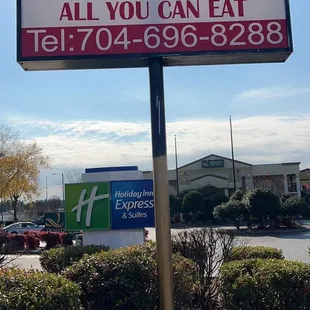 ALL YOU CAN EAT
Tel:704-696-8288
H
Holiday Inn
Express
& Suites